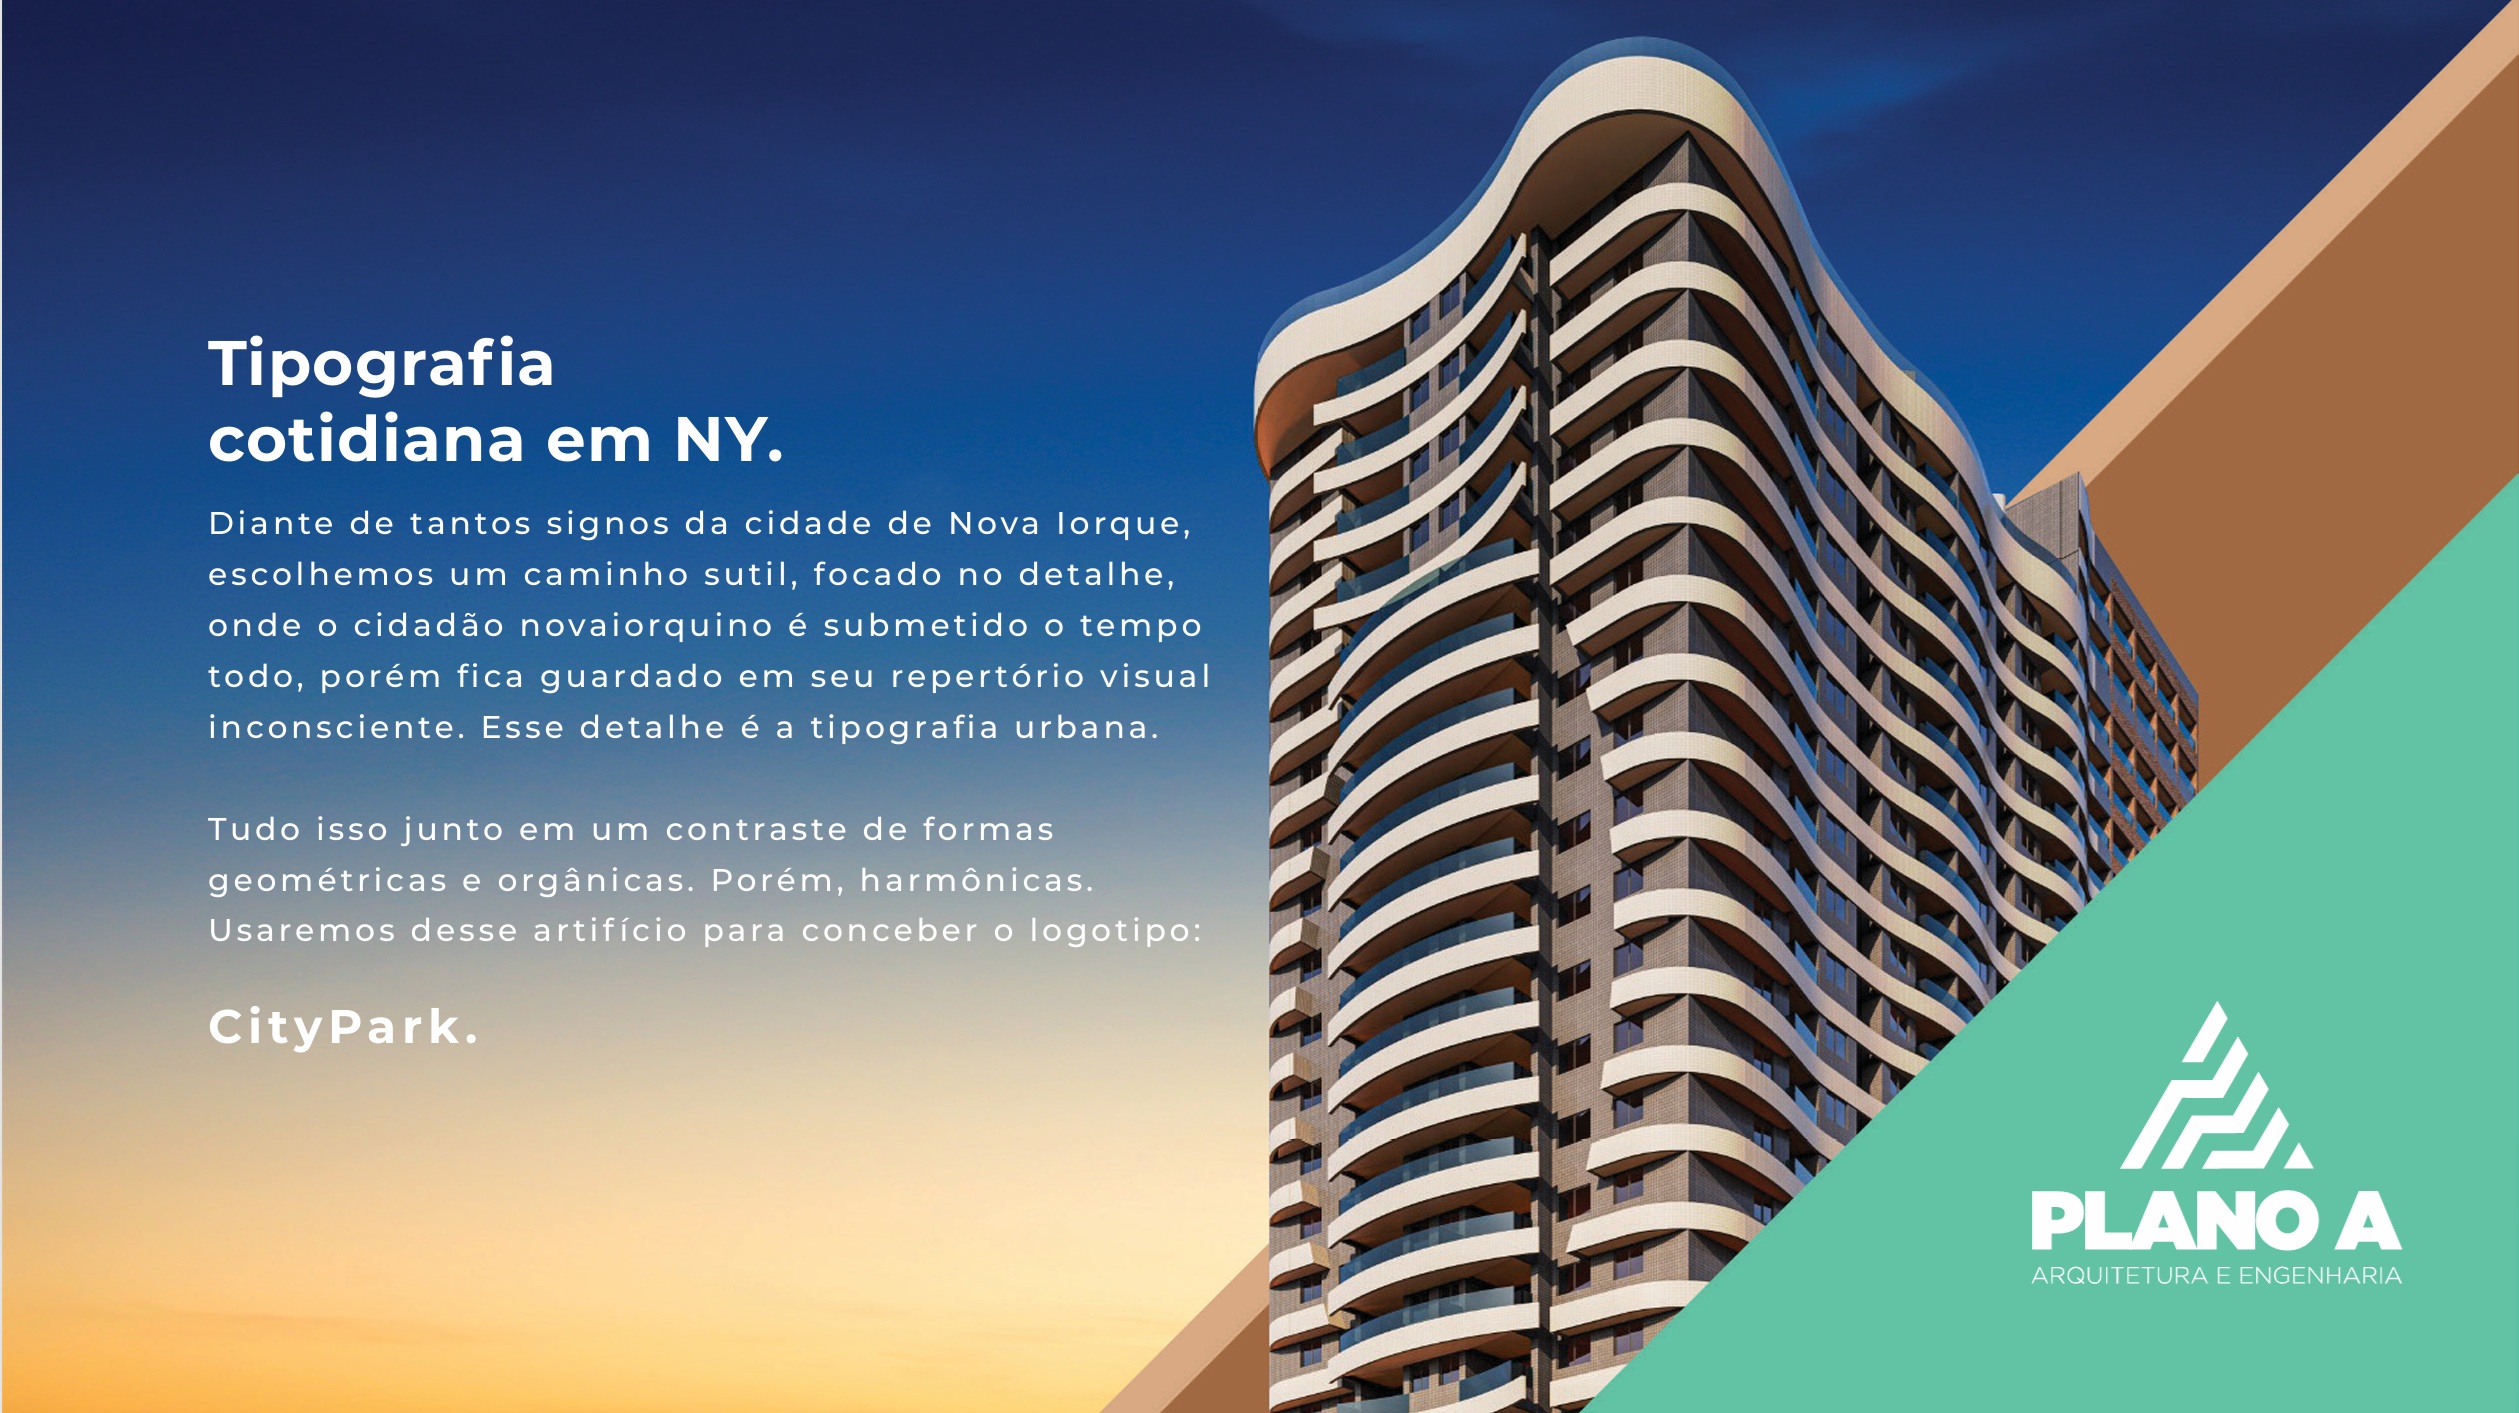 Tipografia
cotidiana em NY.
Diante de tantos signos da cidade de Nova Iorque,
escolhemos um caminho sutil, focado no detalhe,
onde o cidadão novaiorquino é submetido o tempo
todo, porém fica guardado em seu repertório visual
inconsciente. Esse detalhe é a tipografia urbana.
Tudo isso junto em um contraste de formas
geométricas e orgânicas. Porém, harmônicas.
Usaremos desse artifício para conceber o logotipo:
CityPark.
PLANO A
ARQUITETURA E ENGENHARIA